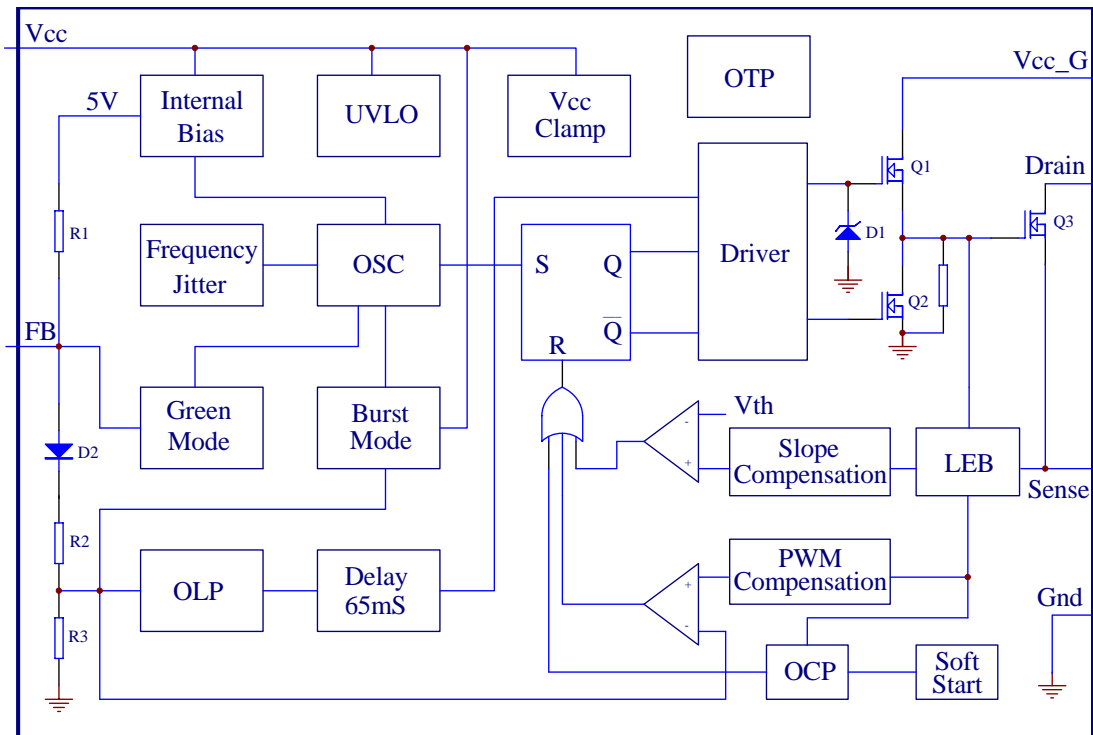 Vcc
OTP
Vcc_G
5V
Internal
Bias
UVLO
Vcc
Clamp
Q1
Drain
R1
Frequency
Jitter
OSC
S
Q
Driver
D1
Q3
Q2
FB
Q̅
R
Green
Mode
Burst
Mode
Vth
-
+
Slope
Compensation
LEB
Sense
D2
R2
OLP
Delay
65mS
+
-
PWM
Compensation
Gnd
R3
OCP
Soft
Start